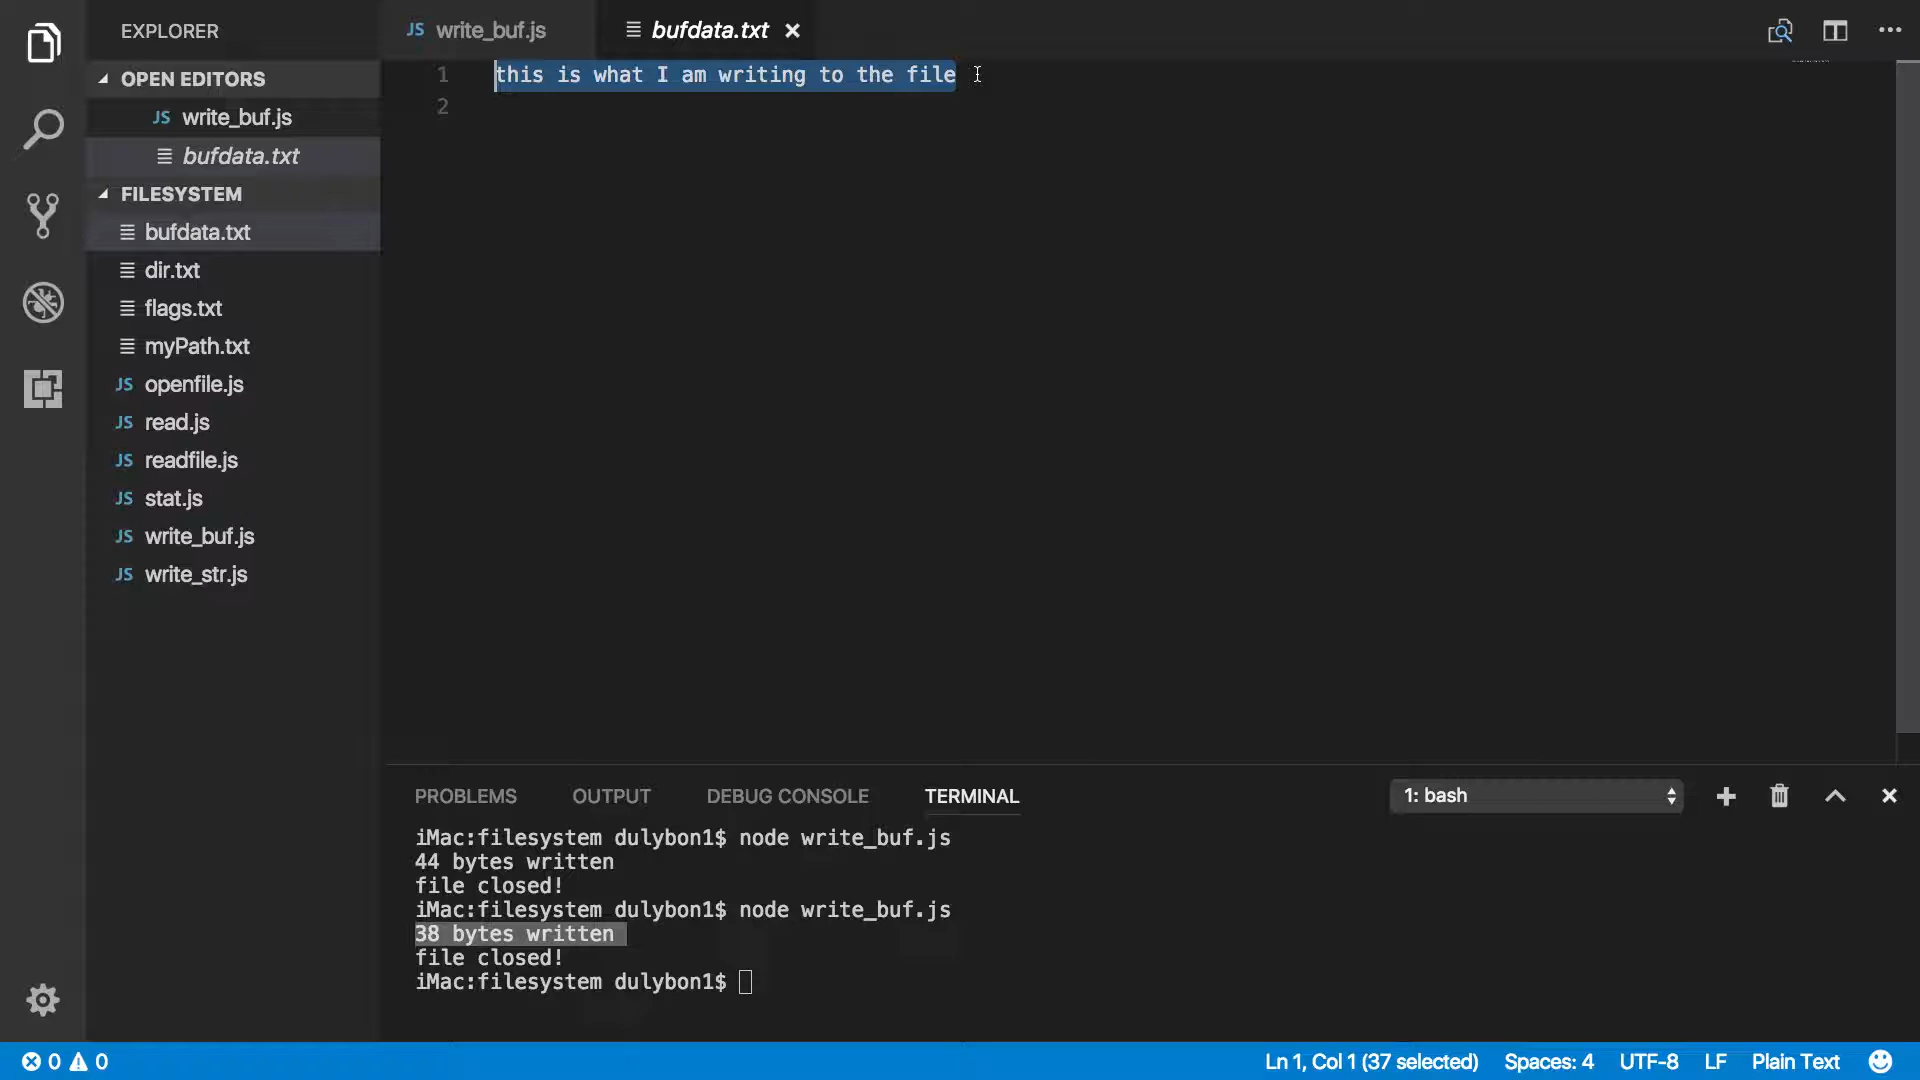 EXPLORER
OPEN EDITORS
JS write_buf.js
bufdata.txt
FILESYSTEM
bufdata.txt
dir.txt
flags.txt
myPath.txt
JS openfile.js
JS read.js
JS readfile.js
JS stat.js
JS write_buf.js
JS write_str.js
JS write_buf.js
bufdata.txt
1 this is what I am writing to the file
2
PROBLEMS OUTPUT DEBUG CONSOLE TERMINAL 1: bash
iMac:filesystem dulybon1$ node write_buf.js
44 bytes written
file closed!
iMac:filesystem dulybon1$ node write_buf.js
38 bytes written
file closed!
iMac:filesystem dulybon1$
0 0 Ln 1, Col 1 (37 selected) Spaces: 4 UTF-8 LF Plain Text